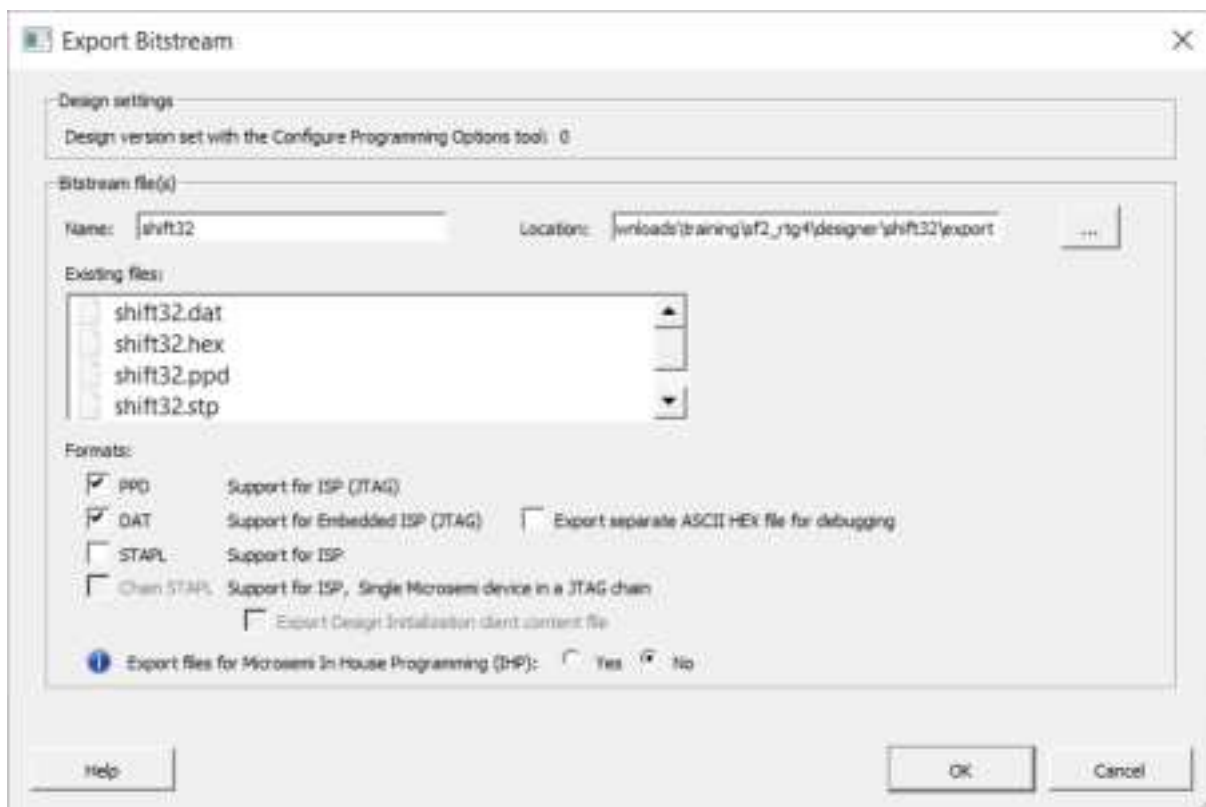 Export Bitstream
Design settings
Design version set with the Configure Programming Options tool: 0
Bitstream file(s)
Name: shift32 Location: wnloads\training\pf2_rtg4\designer\shift32\export ...
Existing files:
shift32.dat
shift32.hex
shift32.ppd
shift32.stp
Formats:
PPD Support for ISP (JTAG)
DAT Support for Embedded ISP (JTAG) Export separate ASCII HEX file for debugging
STAPL Support for ISP
Chain STAPL Support for ISP, Single Microsemi device in a JTAG chain
Export Design Initialization client content file
Export files for Microsemi In House Programming (IHP): Yes No
Help OK Cancel